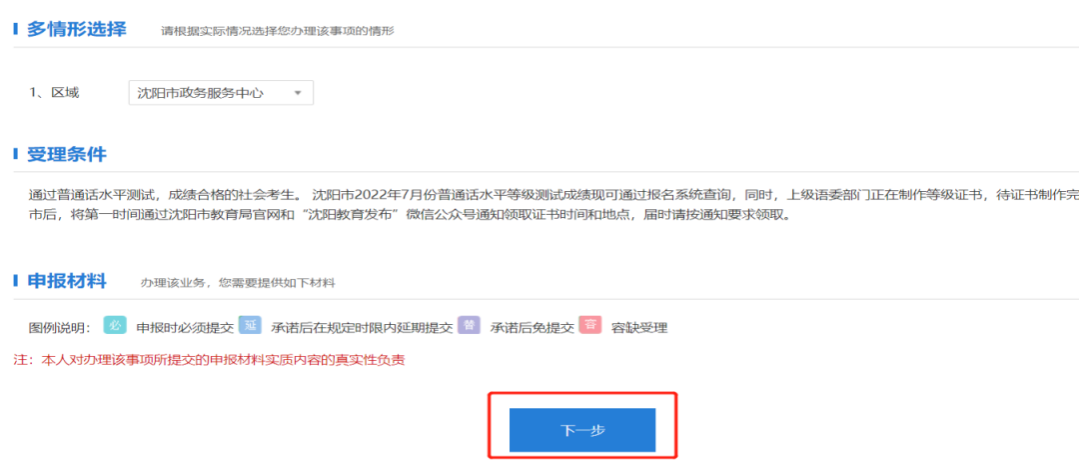 多情形选择 请根据实际情况选择您办理该事项的情形
1、区域 沈阳市政务服务中心
受理条件
通过普通话水平测试，成绩合格的社会考生。 沈阳市2022年7月份普通话水平等级测试成绩现可通过报名系统查询，同时，上级语委部门正在制作等级证书，待证书制作完
市后，将第一时间通过沈阳市教育局官网和“沈阳教育发布”微信公众号通知领取证书时间和地点，届时请按通知要求领取。
申报材料 办理该业务，您需要提供如下材料
图例说明： 必 申报时必须提交 延 承诺后在规定时限内延期提交 替 承诺后免提交 容 容缺受理
注：本人对办理该事项所提交的申报材料实质内容的真实性负责
下一步